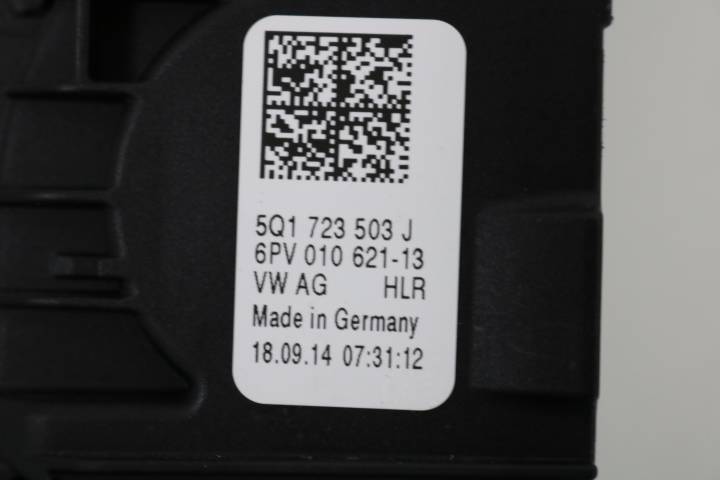 5Q1 723 503 J
6PV 010 621-13
VW AG HLR
Made in Germany
18.09.14 07:31:12